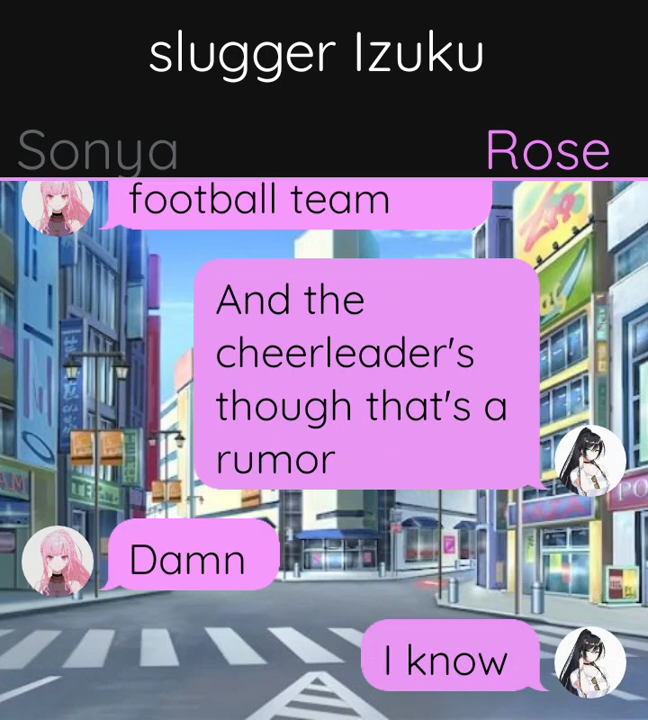 slugger Izuku
Sonya
Rose
football team
And the
cheerleader's
though that's a
rumor
Damn
I know